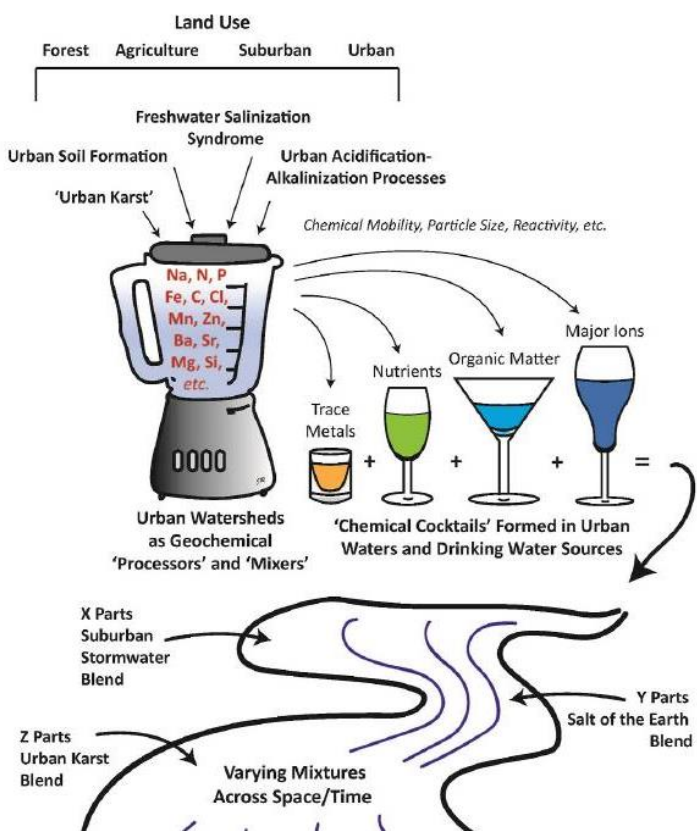 Land Use
Forest Agriculture Suburban Urban
Freshwater Salinization
Syndrome
Urban Soil Formation
Urban Acidification-
Alkalinization Processes
'Urban Karst'
Chemical Mobility, Particle Size, Reactivity, etc.
Na, N, P
Fe, C, Cl,
Mn, Zn,
Ba, Sr,
Mg, Si,
etc.
Major Ions
Organic Matter
Nutrients
Trace
Metals
+ + + =
Urban Watersheds
as Geochemical
'Processors' and 'Mixers'
'Chemical Cocktails' Formed in Urban
Waters and Drinking Water Sources
X Parts
Suburban
Stormwater
Blend
Y Parts
Salt of the Earth
Blend
Z Parts
Urban Karst
Blend
Varying Mixtures
Across Space/Time